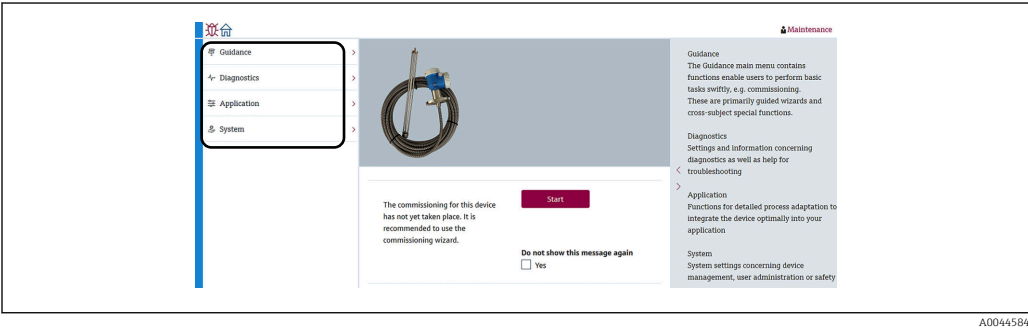 Maintenance
Guidance
Diagnostics
Application
System
The commissioning for this device
has not yet taken place. It is
recommended to use the
commissioning wizard.
Start
Do not show this message again
Yes
Guidance
The Guidance main menu contains
functions enable users to perform basic
tasks swiftly, e.g. commissioning.
These are primarily guided wizards and
cross-subject special functions.
Diagnostics
Settings and information concerning
diagnostics as well as help for
troubleshooting
Application
Functions for detailed process adaptation to
integrate the device optimally into your
application
System
System settings concerning device
management, user administration or safety
A0044584